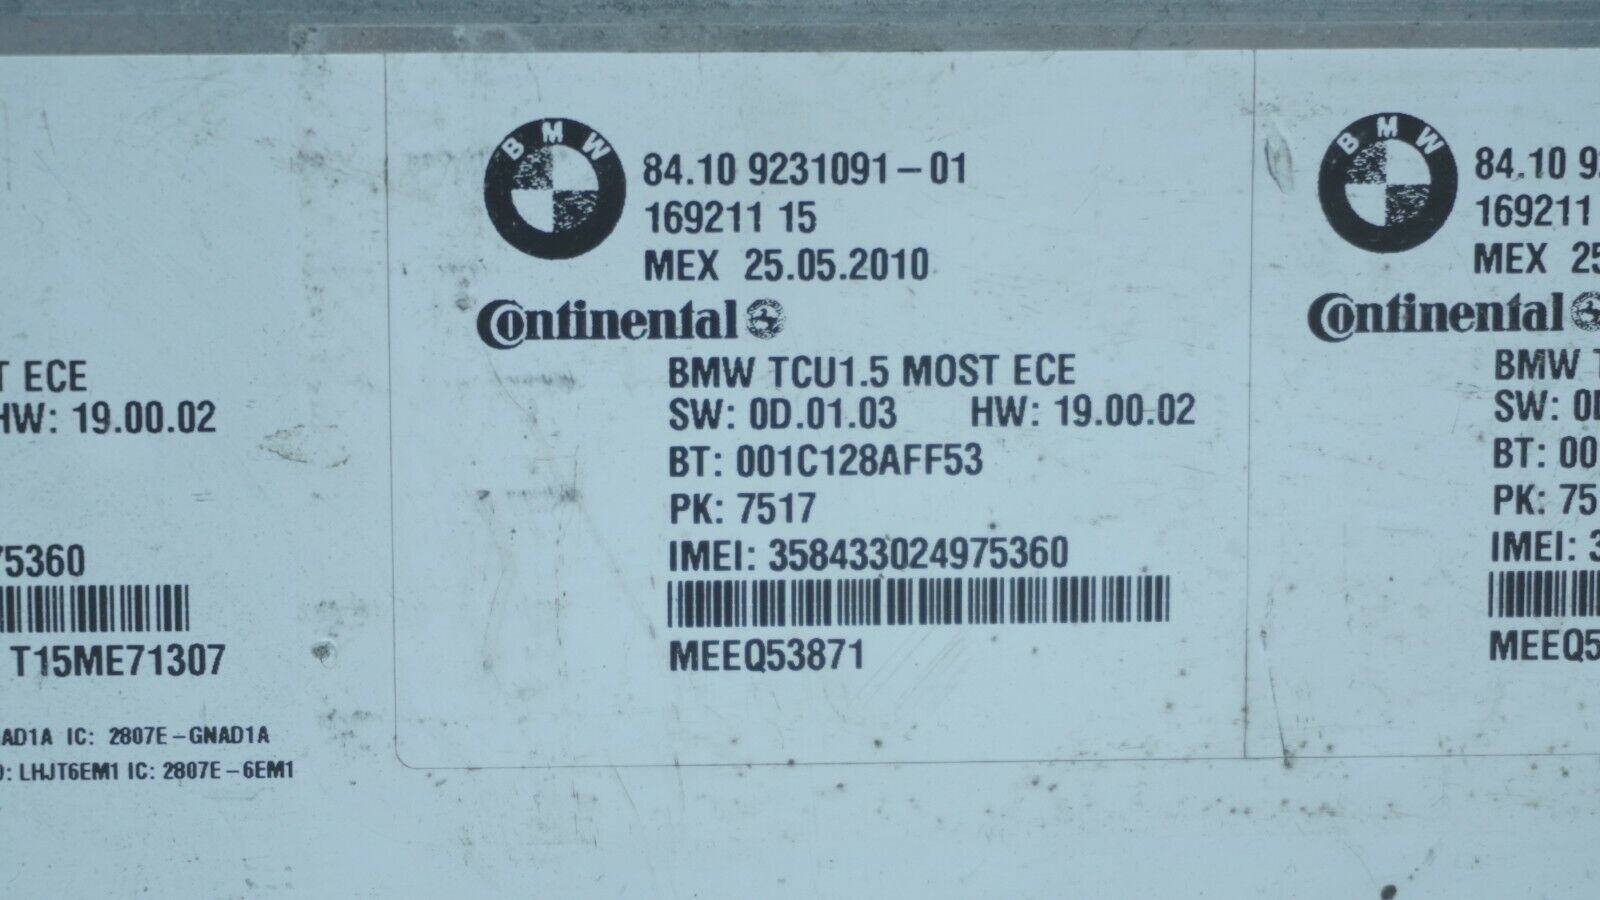 T ECE
HW: 19.00.02
75360
T15ME71307
AD1A IC: 2807E-GNAD1A
: LHJT6EM1 IC: 2807E-6EM1
BMW
84.10 9231091-01
169211 15
MEX 25.05.2010
Continental
BMW TCU1.5 MOST ECE
SW: 0D.01.03 HW: 19.00.02
BT: 001C128AFF53
PK: 7517
IMEI: 358433024975360
MEEQ53871
BMW
84.10 9
169211
MEX 25
Continental
BMW
SW: 0
BT: 00
PK: 75
IMEI: 3
MEEQ5